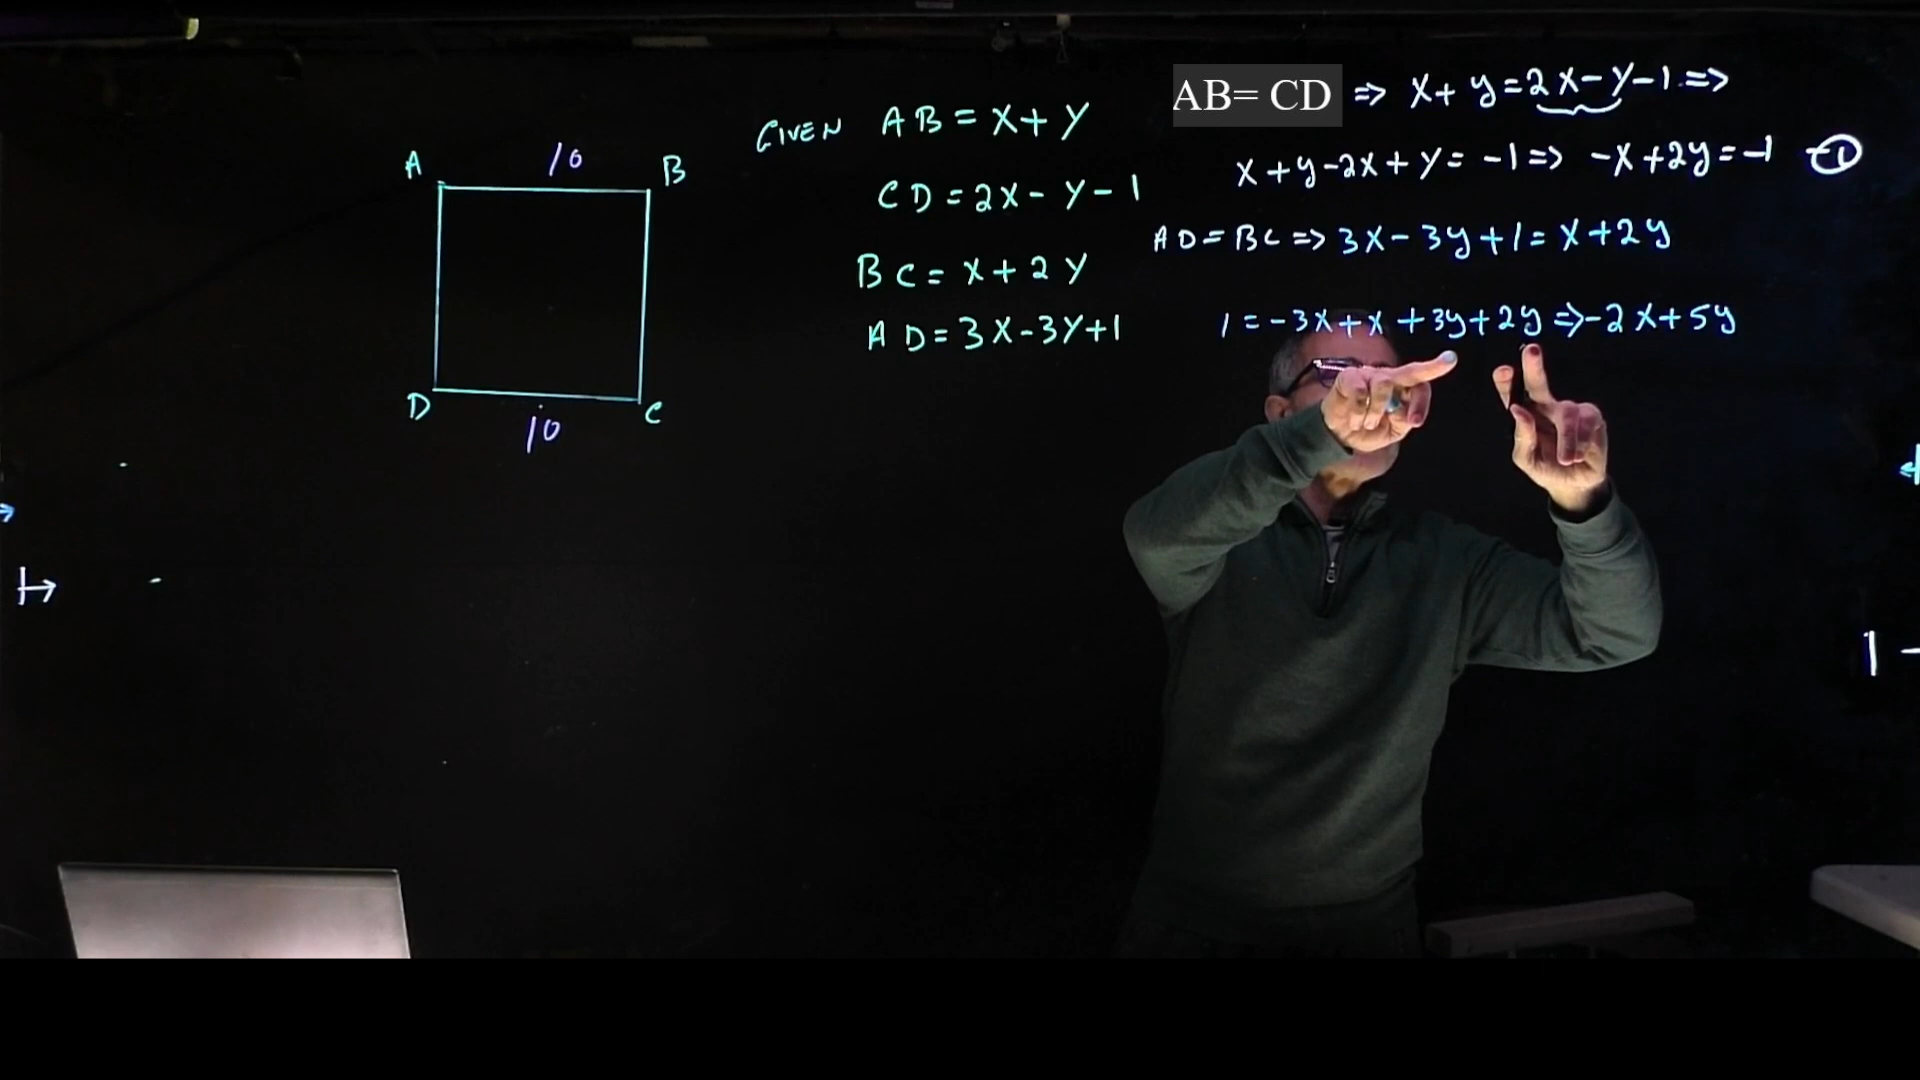 A 10 B
D 10 C
GIVEN AB = X+Y
CD = 2X - Y - 1
BC = X + 2Y
AD = 3X - 3Y + 1
AB= CD ⇒ X + y = 2X - Y - 1 ⇒
X + y - 2X + Y = -1 ⇒ -X + 2y = -1 -①
AD = BC ⇒ 3X - 3y + 1 = X + 2y
1 = -3X + X + 3y + 2y ⇒ -2X + 5y